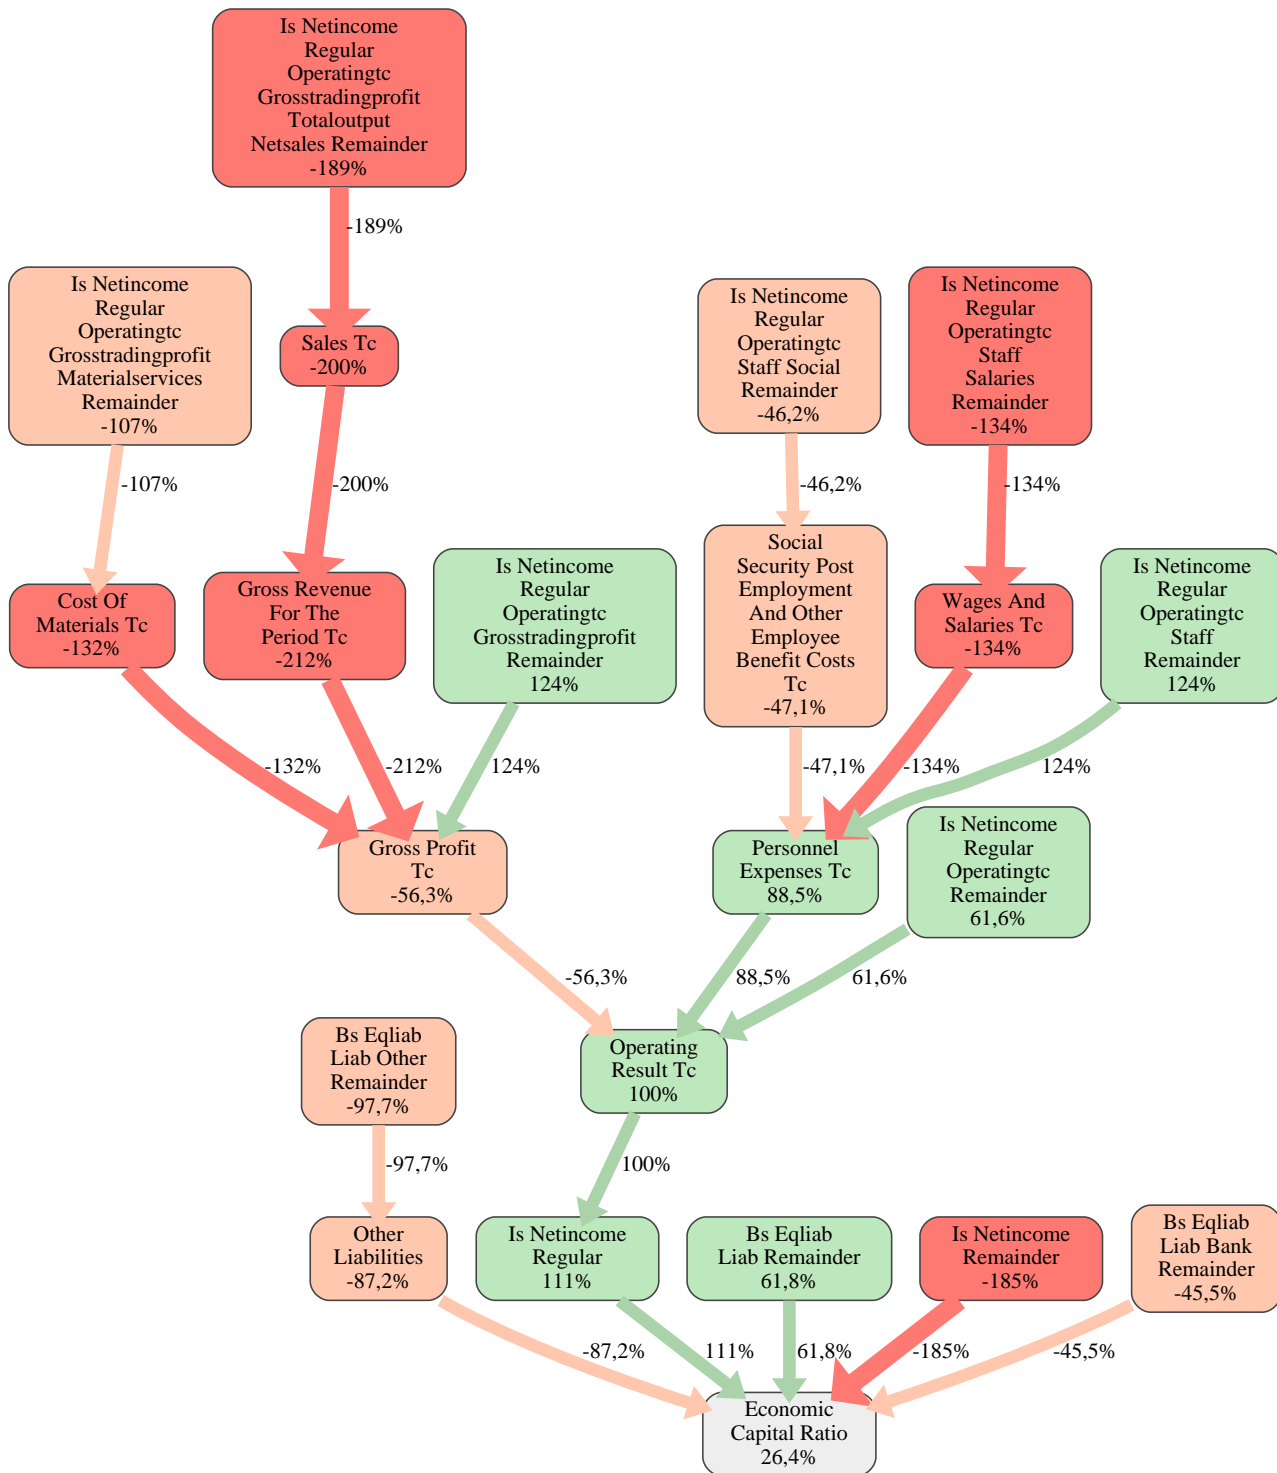 Is Netincome
Regular
Operatingtc
Grosstradingprofit
Totaloutput
Netsales Remainder
-189%
-189%
Is Netincome
Regular
Operatingtc
Grosstradingprofit
Materialservices
Remainder
-107%
Sales Tc
-200%
Is Netincome
Regular
Operatingtc
Staff Social
Remainder
-46,2%
Is Netincome
Regular
Operatingtc
Staff
Salaries
Remainder
-134%
-107%
-200%
-46,2%
-134%
Cost Of
Materials Tc
-132%
Gross Revenue
For The
Period Tc
-212%
Is Netincome
Regular
Operatingtc
Grosstradingprofit
Remainder
124%
Social
Security Post
Employment
And Other
Employee
Benefit Costs
Tc
-47,1%
Wages And
Salaries Tc
-134%
Is Netincome
Regular
Operatingtc
Staff
Remainder
124%
-132%
-212%
124%
-47,1%
-134%
124%
Gross Profit
Tc
-56,3%
Personnel
Expenses Tc
88,5%
Is Netincome
Regular
Operatingtc
Remainder
61,6%
-56,3%
88,5%
61,6%
Bs Eqliab
Liab Other
Remainder
-97,7%
Operating
Result Tc
100%
-97,7%
100%
Other
Liabilities
-87,2%
Is Netincome
Regular
111%
Bs Eqliab
Liab Remainder
61,8%
Is Netincome
Remainder
-185%
Bs Eqliab
Liab Bank
Remainder
-45,5%
-87,2%
111%
61,8%
-185%
-45,5%
Economic
Capital Ratio
26,4%